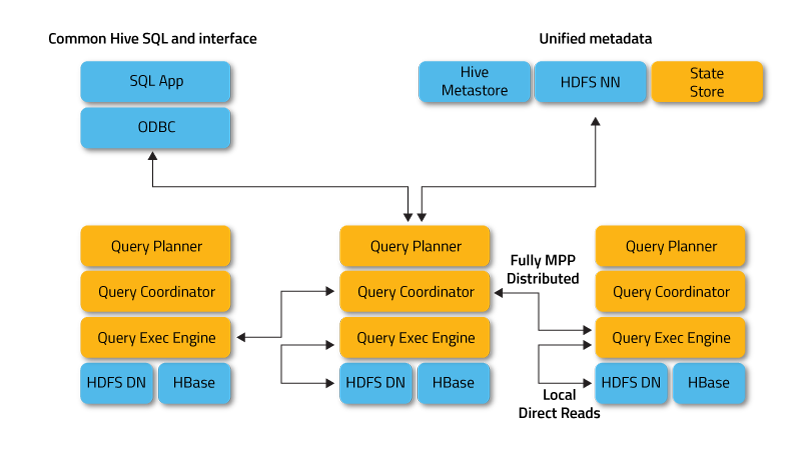 Common Hive SQL and interface
Unified metadata
SQL App
ODBC
Hive
Metastore
HDFS NN
State
Store
Query Planner
Query Coordinator
Query Exec Engine
HDFS DN
HBase
Query Planner
Query Coordinator
Query Exec Engine
HDFS DN
HBase
Fully MPP
Distributed
Query Planner
Query Coordinator
Query Exec Engine
HDFS DN
HBase
Local
Direct Reads